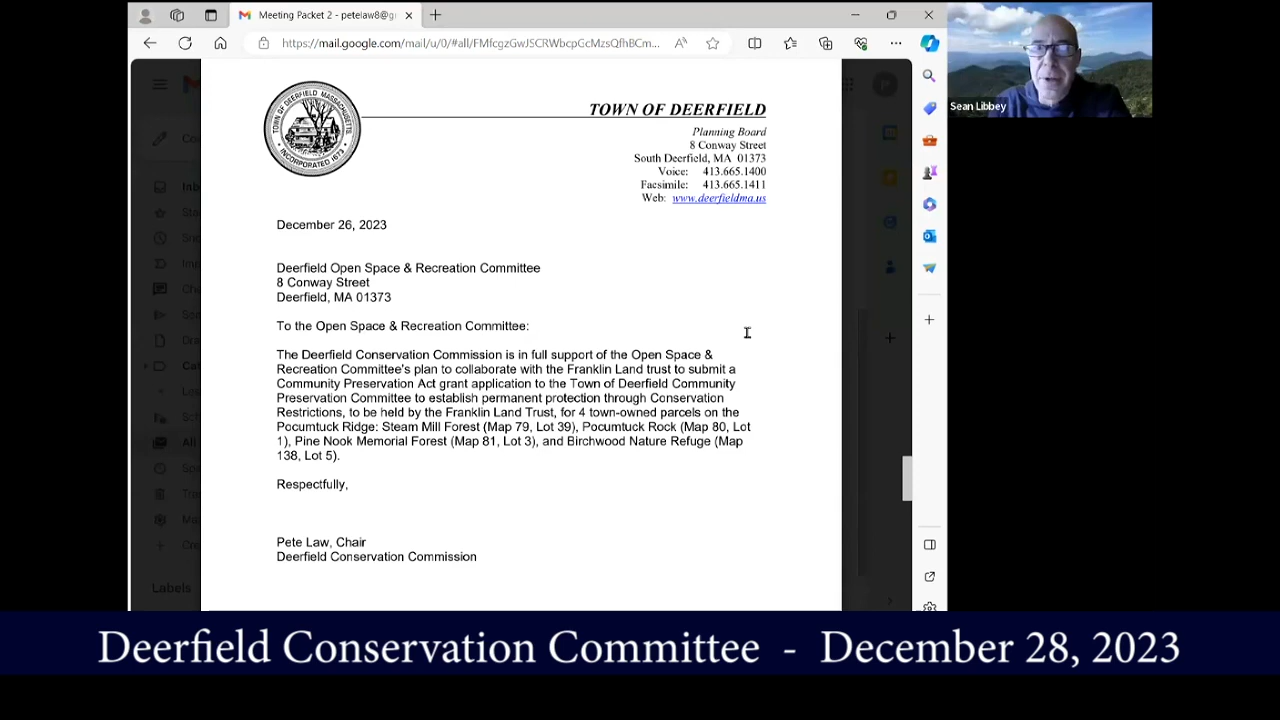 Meeting Packet 2 - petelaw8@g
https://mail.google.com/mail/u/0/#all/FMfcgzGwJSCRWbcpGcMzsQfhBCm...
TOWN OF DEERFIELD MASSACHUSETTS
INCORPORATED 1673
TOWN OF DEERFIELD
Planning Board
8 Conway Street
South Deerfield, MA 01373
Voice: 413.665.1400
Facsimile: 413.665.1411
Web: www.deerfieldma.us
December 26, 2023
Deerfield Open Space & Recreation Committee
8 Conway Street
Deerfield, MA 01373
To the Open Space & Recreation Committee:
The Deerfield Conservation Commission is in full support of the Open Space &
Recreation Committee's plan to collaborate with the Franklin Land trust to submit a
Community Preservation Act grant application to the Town of Deerfield Community
Preservation Committee to establish permanent protection through Conservation
Restrictions, to be held by the Franklin Land Trust, for 4 town-owned parcels on the
Pocumtuck Ridge: Steam Mill Forest (Map 79, Lot 39), Pocumtuck Rock (Map 80, Lot
1), Pine Nook Memorial Forest (Map 81, Lot 3), and Birchwood Nature Refuge (Map
138, Lot 5).
Respectfully,
Pete Law, Chair
Deerfield Conservation Commission
Labels
Sean Libbey
Deerfield Conservation Committee - December 28, 2023